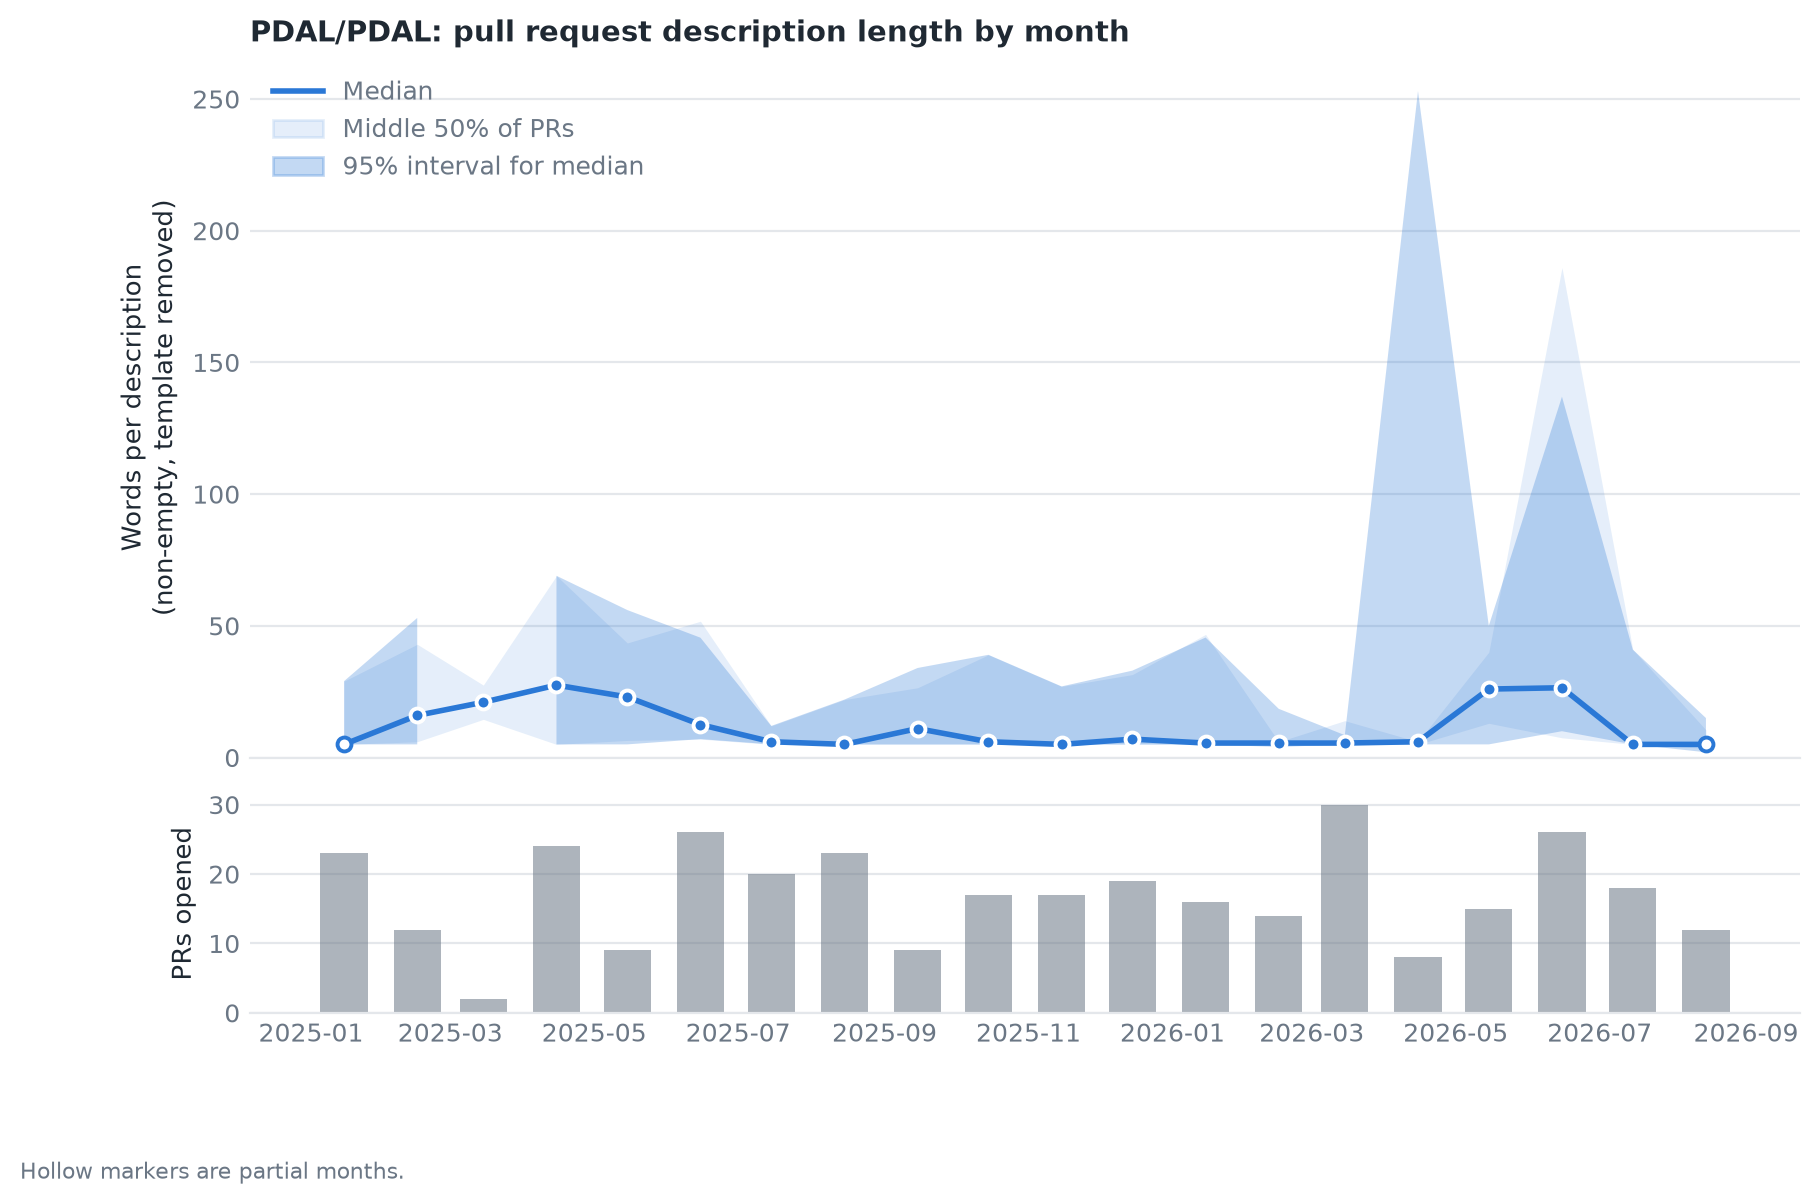 PDAL/PDAL: pull request description length by month
Median
Middle 50% of PRs
95% interval for median
Words per description
(non-empty, template removed)
250
200
150
100
50
0
PRs opened
30
20
10
0
2025-01 2025-03 2025-05 2025-07 2025-09 2025-11 2026-01 2026-03 2026-05 2026-07 2026-09
Hollow markers are partial months.